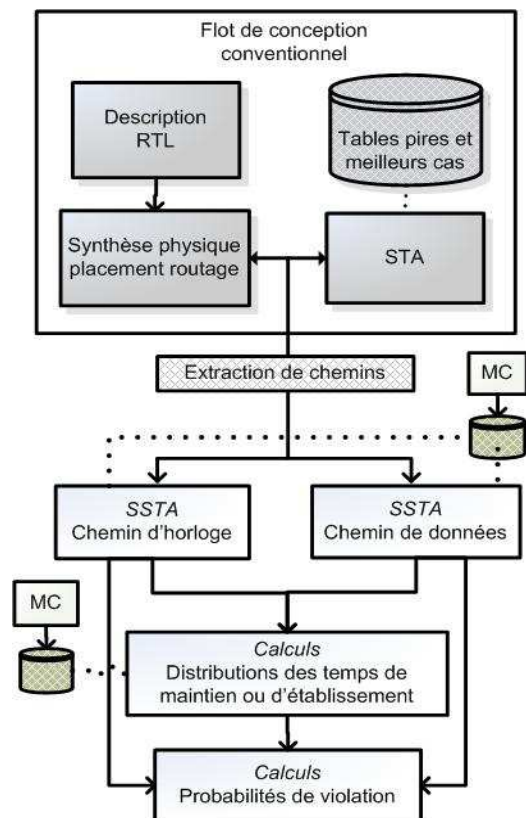 Flot de conception
conventionnel
Description
RTL
Tables pires et
meilleurs cas
Synthèse physique
placement routage
STA
Extraction de chemins
MC
SSTA
Chemin d'horloge
SSTA
Chemin de données
MC
Calculs
Distributions des temps de
maintien ou d'établissement
Calculs
Probabilités de violation